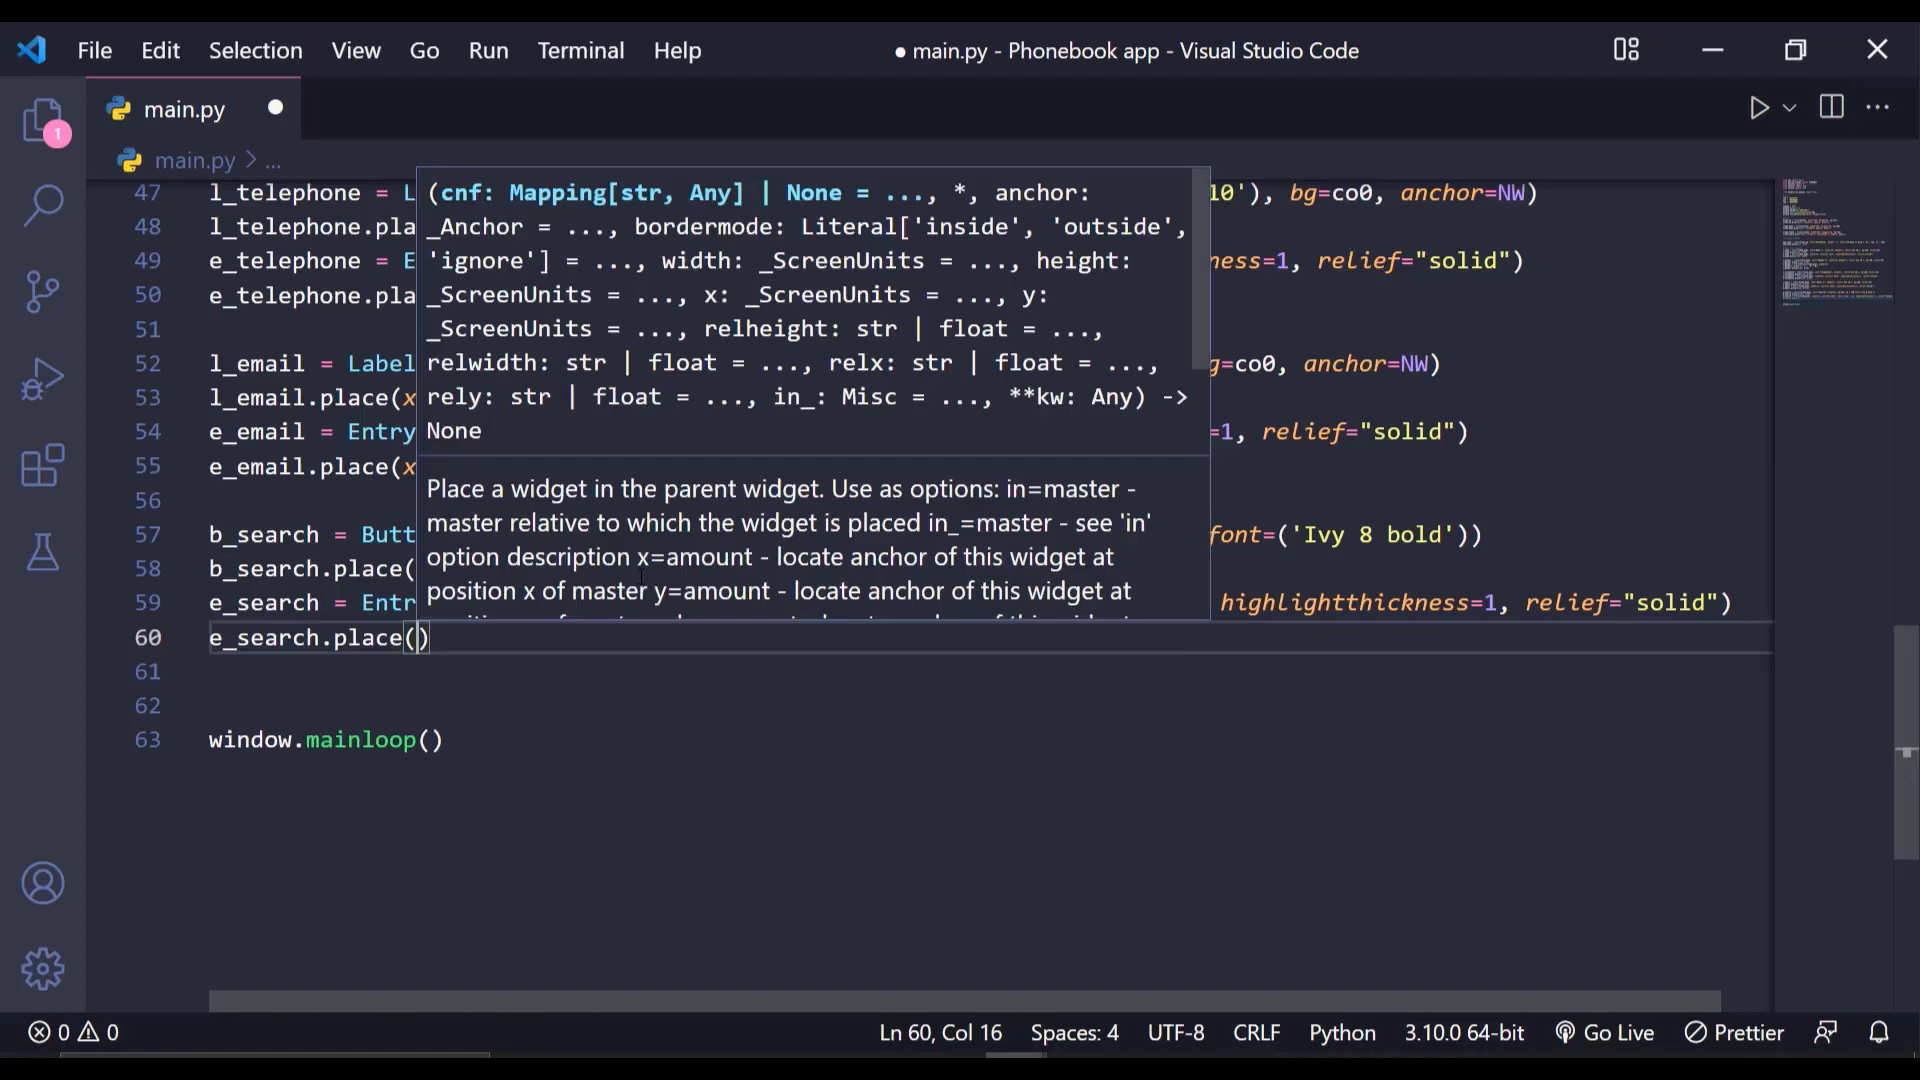 File Edit Selection View Go Run Terminal Help ● main.py - Phonebook app - Visual Studio Code
main.py
1
main.py > ...
47 l_telephone = L 10'), bg=co0, anchor=NW)
48 l_telephone.pla
49 e_telephone = E ness=1, relief="solid")
50 e_telephone.pla
51
52 l_email = Label g=co0, anchor=NW)
53 l_email.place(x
54 e_email = Entry =1, relief="solid")
55 e_email.place(x
56
57 b_search = Butt font=('Ivy 8 bold'))
58 b_search.place(
59 e_search = Entr highlightthickness=1, relief="solid")
60 e_search.place()
61
62
63 window.mainloop()
(cnf: Mapping[str, Any] | None = ..., *, anchor:
_Anchor = ..., bordermode: Literal['inside', 'outside',
'ignore'] = ..., width: _ScreenUnits = ..., height:
_ScreenUnits = ..., x: _ScreenUnits = ..., y:
_ScreenUnits = ..., relheight: str | float = ...,
relwidth: str | float = ..., relx: str | float = ...,
rely: str | float = ..., in_: Misc = ..., **kw: Any) ->
None
Place a widget in the parent widget. Use as options: in=master -
master relative to which the widget is placed in_=master - see 'in'
option description x=amount - locate anchor of this widget at
position x of master y=amount - locate anchor of this widget at
0 0 Ln 60, Col 16 Spaces: 4 UTF-8 CRLF Python 3.10.0 64-bit Go Live Prettier